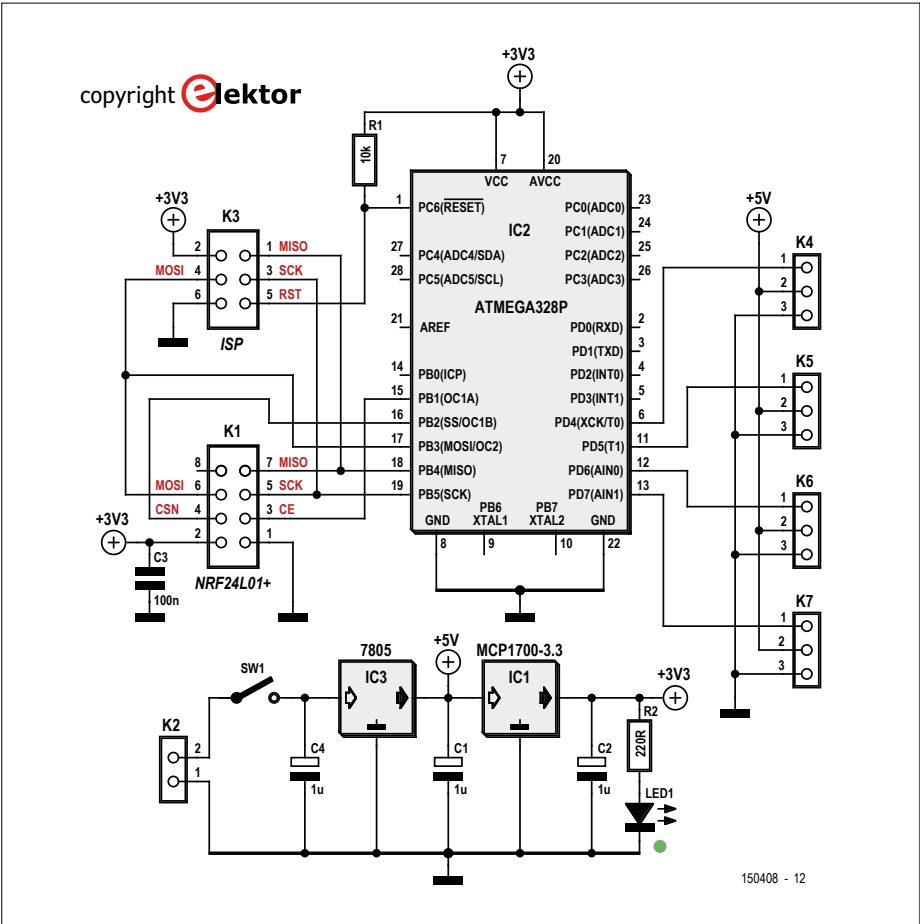 copyright elektor
+3V3
R1
10k
7
20
VCC
AVCC
1
PC6(RESET)
PC0(ADC0)
23
IC2
PC1(ADC1)
24
27
PC4(ADC4/SDA)
PC2(ADC2)
25
28
PC5(ADC5/SCL)
PC3(ADC3)
26
ATMEGA328P
21
AREF
PD0(RXD)
2
PD1(TXD)
3
14
PB0(ICP)
PD2(INT0)
4
15
PB1(OC1A)
PD3(INT1)
5
16
PB2(SS/OC1B)
PD4(XCK/T0)
6
17
PB3(MOSI/OC2)
PD5(T1)
11
18
PB4(MISO)
PD6(AIN0)
12
19
PB5(SCK)
PD7(AIN1)
13
GND
PB6
XTAL1
PB7
XTAL2
GND
8
9
10
22
+3V3
K3
2
1
MISO
MOSI
4
3
SCK
6
5
RST
ISP
K1
8
7
MISO
MOSI
6
5
SCK
CSN
4
3
CE
+3V3
2
1
C3
100n
NRF24L01+
+5V
K4
1
2
3
K5
1
2
3
K6
1
2
3
K7
1
2
3
K2
2
1
SW1
7805
IC3
+5V
MCP1700-3.3
IC1
+3V3
C4
1u
C1
1u
C2
1u
R2
220R
LED1
150408 - 12